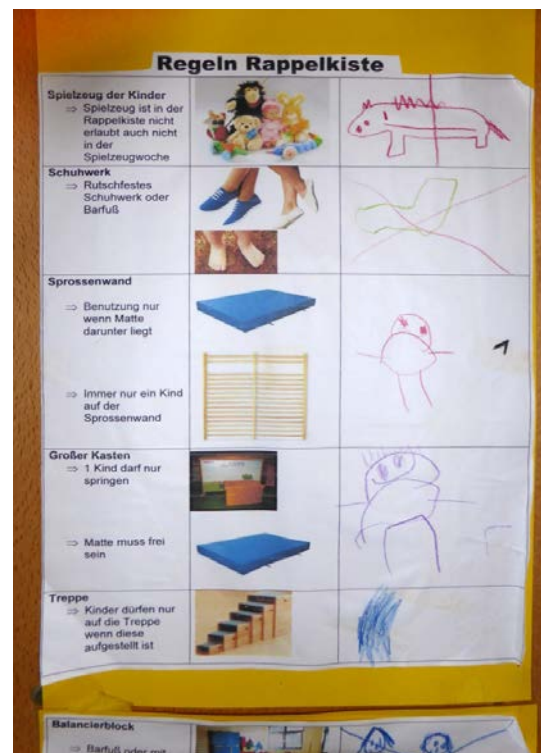 Regeln Rappelkiste
Spielzeug der Kinder
⇒ Spielzeug ist in der
Rappelkiste nicht
erlaubt auch nicht
in der
Spielzeugwoche
Schuhwerk
⇒ Rutschfestes
Schuhwerk oder
Barfuß
Sprossenwand
⇒ Benutzung nur
wenn Matte
darunter liegt
⇒ Immer nur ein Kind
auf der
Sprossenwand
1
Großer Kasten
⇒ 1 Kind darf nur
springen
⇒ Matte muss frei
sein
Treppe
⇒ Kinder dürfen nur
auf die Treppe
wenn diese
aufgestellt ist
Balancierblock
⇒ Barfuß oder mit